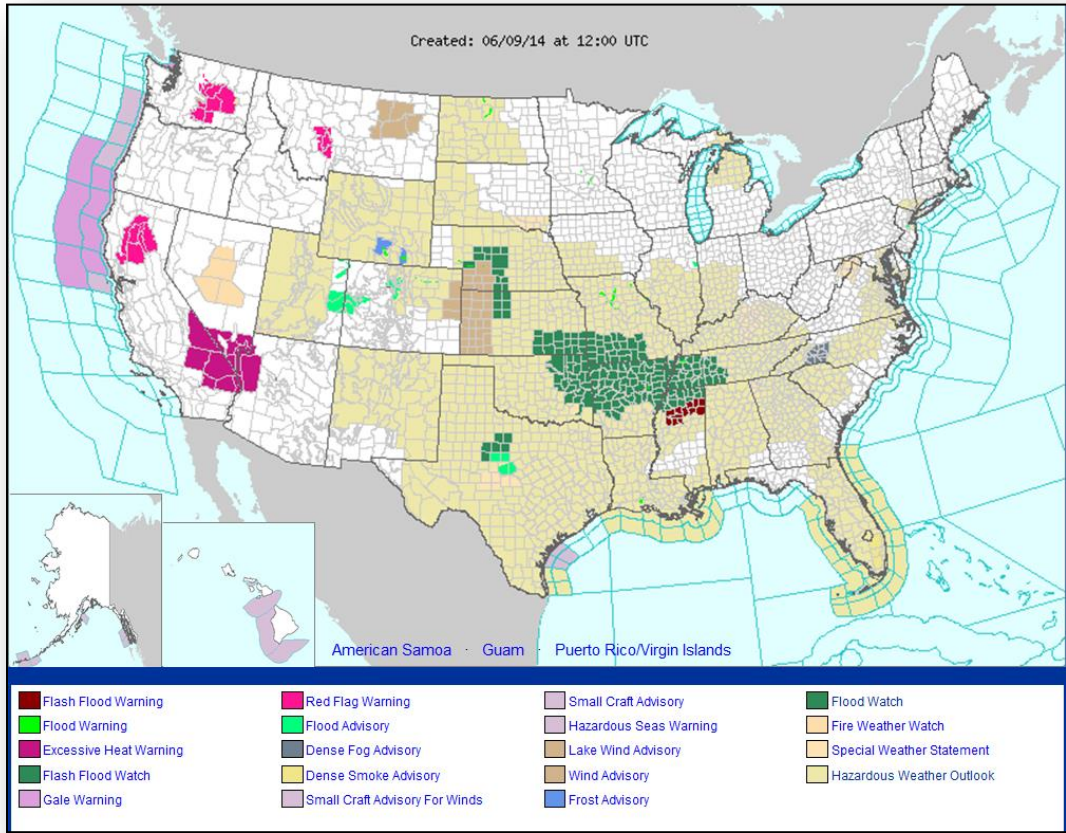 Created: 06/09/14 at 12:00 UTC
American Samoa · Guam · Puerto Rico/Virgin Islands
Flash Flood Warning
Flood Warning
Excessive Heat Warning
Flash Flood Watch
Gale Warning
Red Flag Warning
Flood Advisory
Dense Fog Advisory
Dense Smoke Advisory
Small Craft Advisory For Winds
Small Craft Advisory
Hazardous Seas Warning
Lake Wind Advisory
Wind Advisory
Frost Advisory
Flood Watch
Fire Weather Watch
Special Weather Statement
Hazardous Weather Outlook